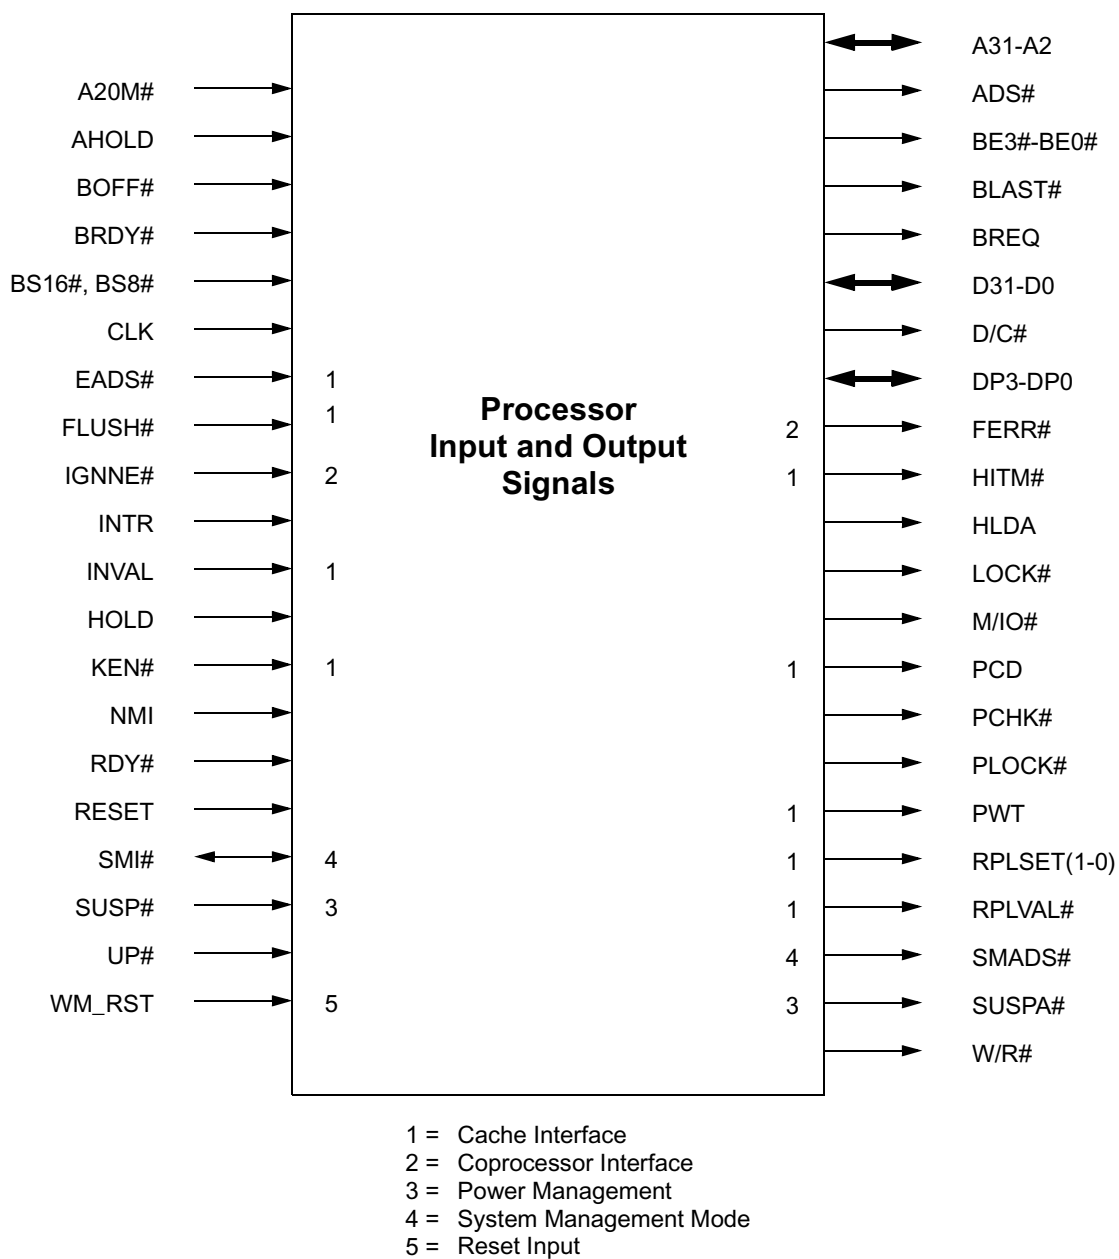 A31-A2
A20M# ADS#
AHOLD BE3#-BE0#
BOFF# BLAST#
BRDY# BREQ
BS16#, BS8# D31-D0
CLK D/C#
EADS# 1 DP3-DP0
Processor
Input and Output
Signals
FLUSH# 1 2 FERR#
IGNNE# 2 1 HITM#
INTR HLDA
INVAL 1 LOCK#
HOLD M/IO#
KEN# 1 1 PCD
NMI PCHK#
RDY# PLOCK#
RESET 1 PWT
SMI# 4 1 RPLSET(1-0)
SUSP# 3 1 RPLVAL#
UP# 4 SMADS#
WM_RST 5 3 SUSPA#
W/R#
1 = Cache Interface
2 = Coprocessor Interface
3 = Power Management
4 = System Management Mode
5 = Reset Input